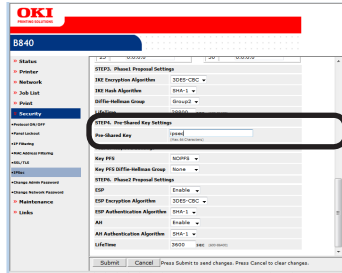 OKI
PRINTING SOLUTIONS
B840
Status
Printer
Network
Job List
Print
Security
Protocol ON/OFF
Panel Lockout
IP Filtering
MAC Address Filtering
SSL/TLS
IPSec
Change Admin Password
Change Network Password
Maintenance
Links
STEP3. Phase1 Proposal Settings
IKE Encryption Algorithm 3DES-CBC
IKE Hash Algorithm SHA-1
Diffie-Hellman Group Group2
LifeTime
STEP4. Pre-Shared Key Settings
Pre-Shared Key ipsec
Key PFS NOPFS
Key PFS Diffie-Hellman Group None
STEP6. Phase2 Proposal Settings
ESP Enable
ESP Encryption Algorithm 3DES-CBC
ESP Authentication Algorithm SHA-1
AH Enable
AH Authentication Algorithm SHA-1
LifeTime 3600 sec
Submit Cancel Press Submit to send changes. Press Cancel to clear changes.